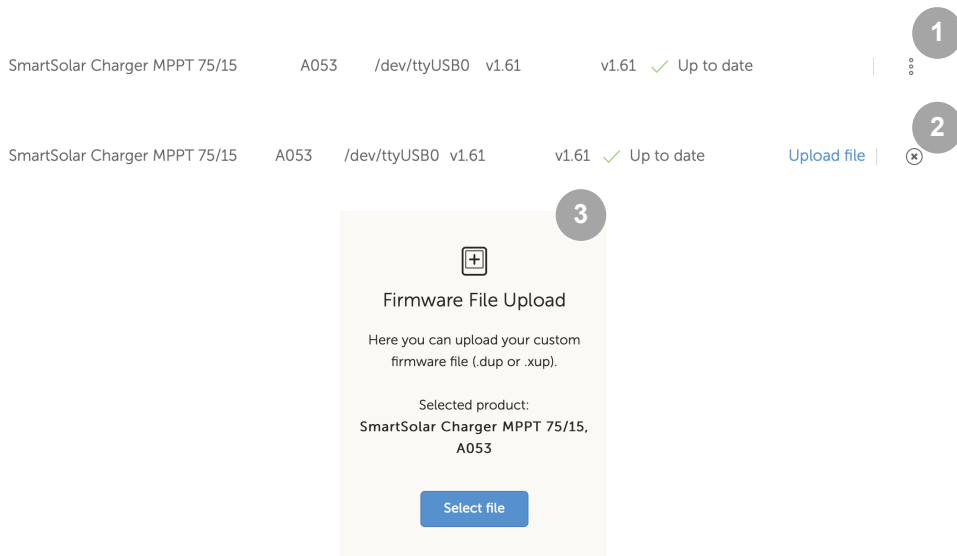 1
SmartSolar Charger MPPT 75/15 A053 /dev/ttyUSB0 v1.61 v1.61 Up to date
2
SmartSolar Charger MPPT 75/15 A053 /dev/ttyUSB0 v1.61 v1.61 Up to date Upload file
3
Firmware File Upload
Here you can upload your custom
firmware file (.dup or .xup).
Selected product:
SmartSolar Charger MPPT 75/15,
A053
Select file